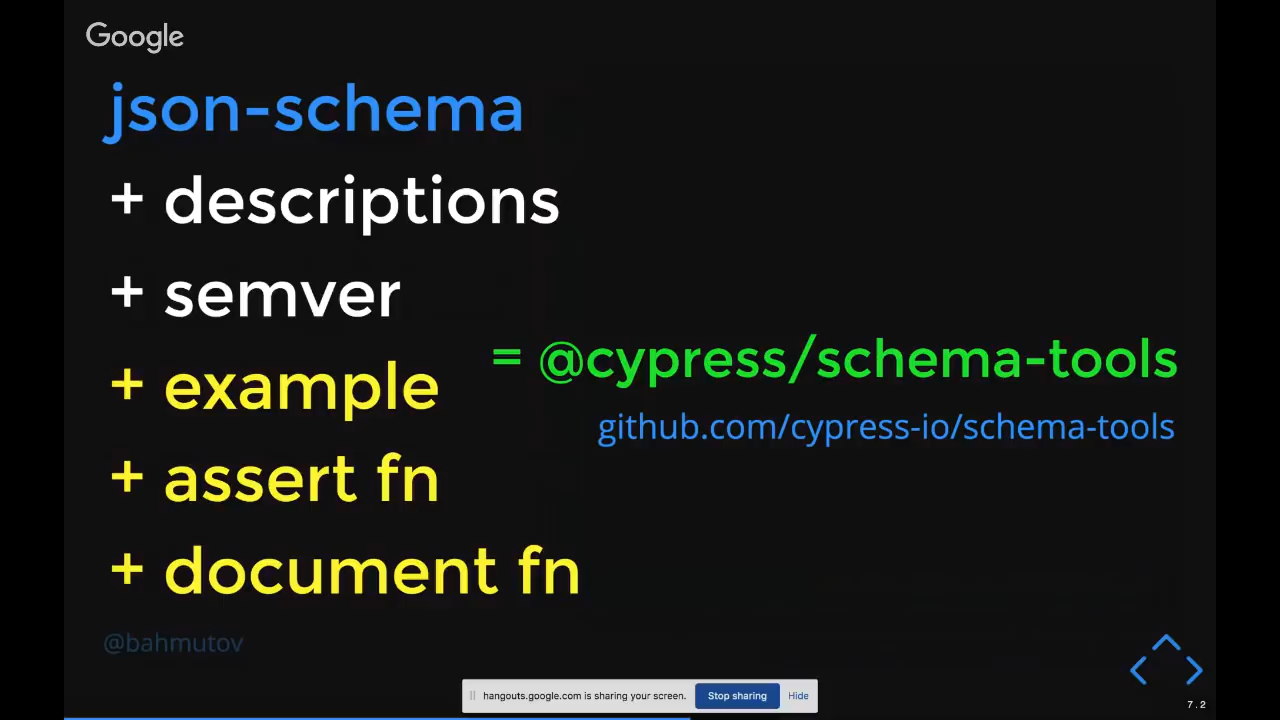 Google
json-schema
+ descriptions
+ semver
+ example
+ assert fn
+ document fn
= @cypress/schema-tools
github.com/cypress-io/schema-tools
@bahmutov
hangouts.google.com is sharing your screen. Stop sharing Hide
7.2